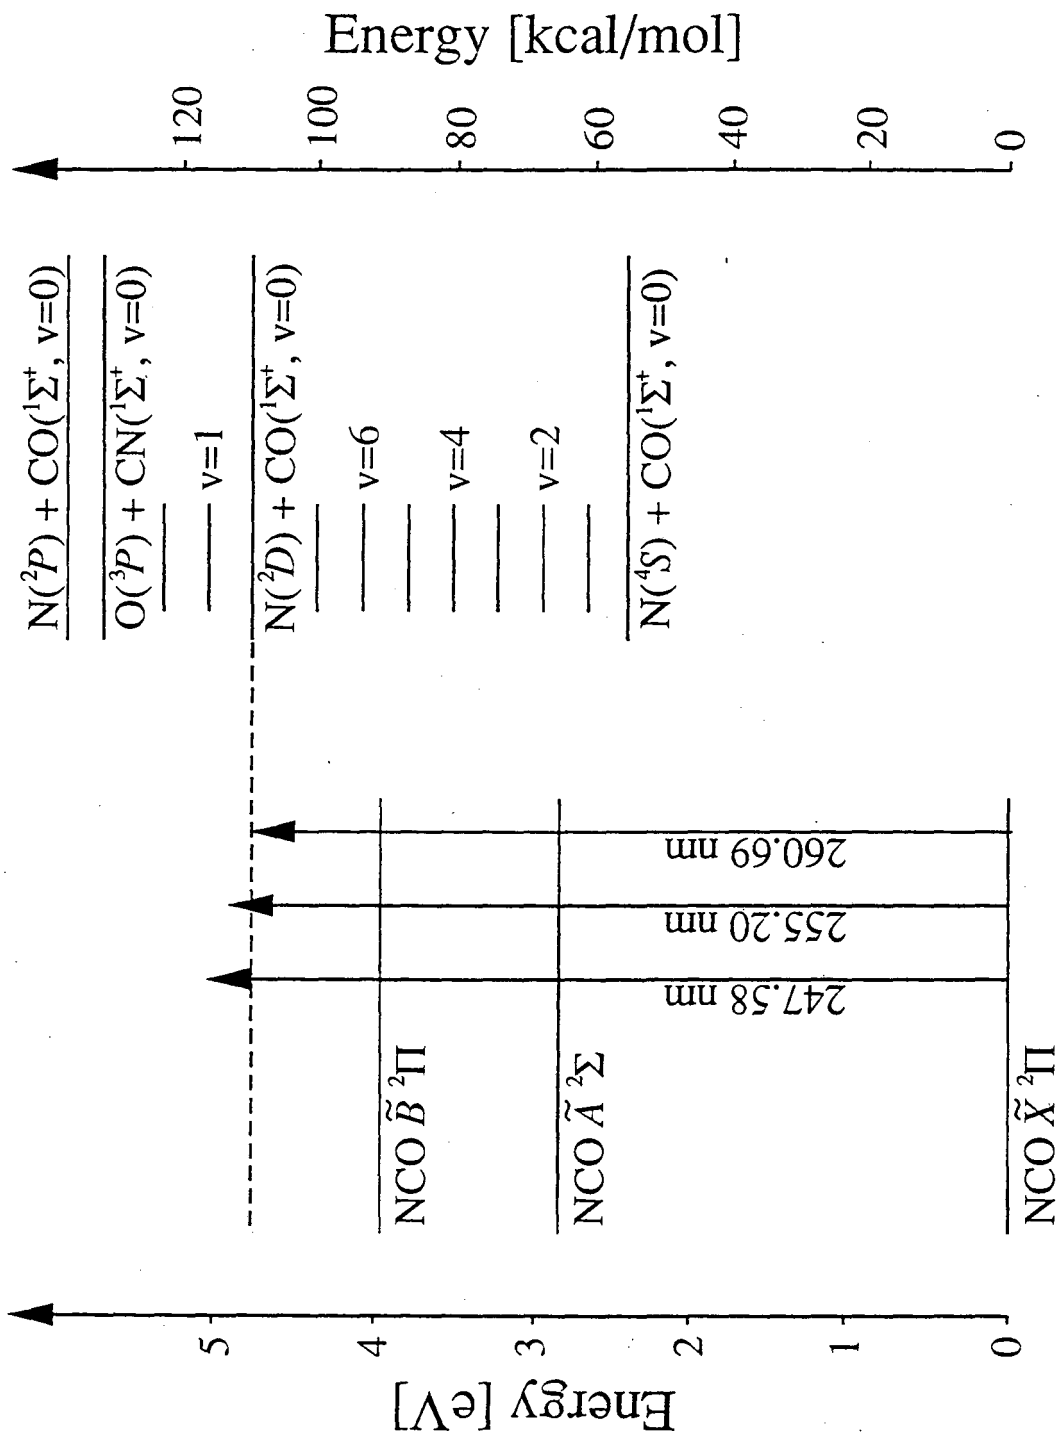 Energy [eV]
0
1
2
3
4
5
NCO X̃ ²Π
NCO Ã ²Σ
NCO B̃ ²Π
247.58 nm
255.20 nm
260.69 nm
N(²P) + CO(¹Σ⁺, v=0)
O(³P) + CN(¹Σ⁺, v=0)
v=1
N(²D) + CO(¹Σ⁺, v=0)
v=6
v=4
v=2
N(⁴S) + CO(¹Σ⁺, v=0)
0
20
40
60
80
100
120
Energy [kcal/mol]